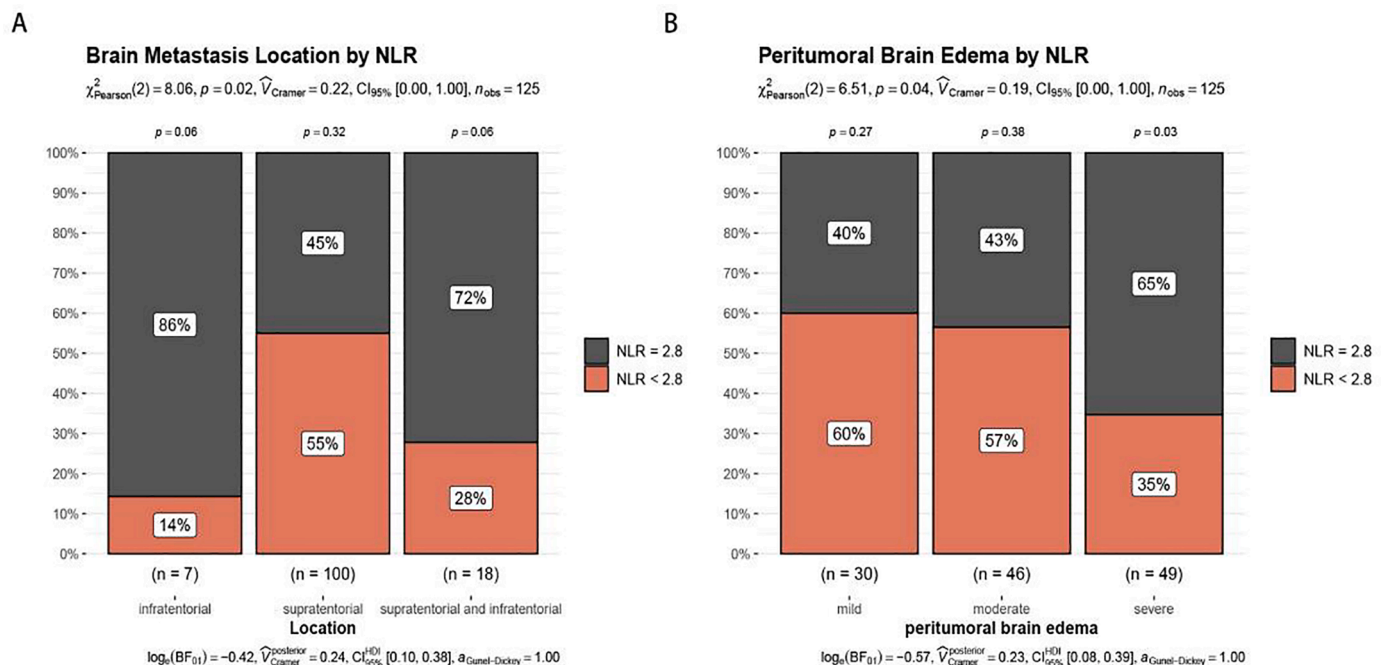 A
Brain Metastasis Location by NLR
χ²Pearson(2) = 8.06, p = 0.02, V̂Cramer = 0.22, CI95% [0.00, 1.00], nobs = 125
p = 0.06 p = 0.32 p = 0.06
100%
90%
80%
70%
60%
50%
40%
30%
20%
10%
0%
86% 45% 72%
14% 55% 28%
NLR = 2.8
NLR < 2.8
(n = 7) (n = 100) (n = 18)
infratentorial supratentorial supratentorial and infratentorial
Location
loge(BF01) = −0.42, V̂posteriorCramer = 0.24, CIHDI95% [0.10, 0.38], aGunel−Dickey = 1.00
B
Peritumoral Brain Edema by NLR
χ²Pearson(2) = 6.51, p = 0.04, V̂Cramer = 0.19, CI95% [0.00, 1.00], nobs = 125
p = 0.27 p = 0.38 p = 0.03
100%
90%
80%
70%
60%
50%
40%
30%
20%
10%
0%
40% 43% 65%
60% 57% 35%
NLR = 2.8
NLR < 2.8
(n = 30) (n = 46) (n = 49)
mild moderate severe
peritumoral brain edema
loge(BF01) = −0.57, V̂posteriorCramer = 0.23, CIHDI95% [0.08, 0.39], aGunel−Dickey = 1.00